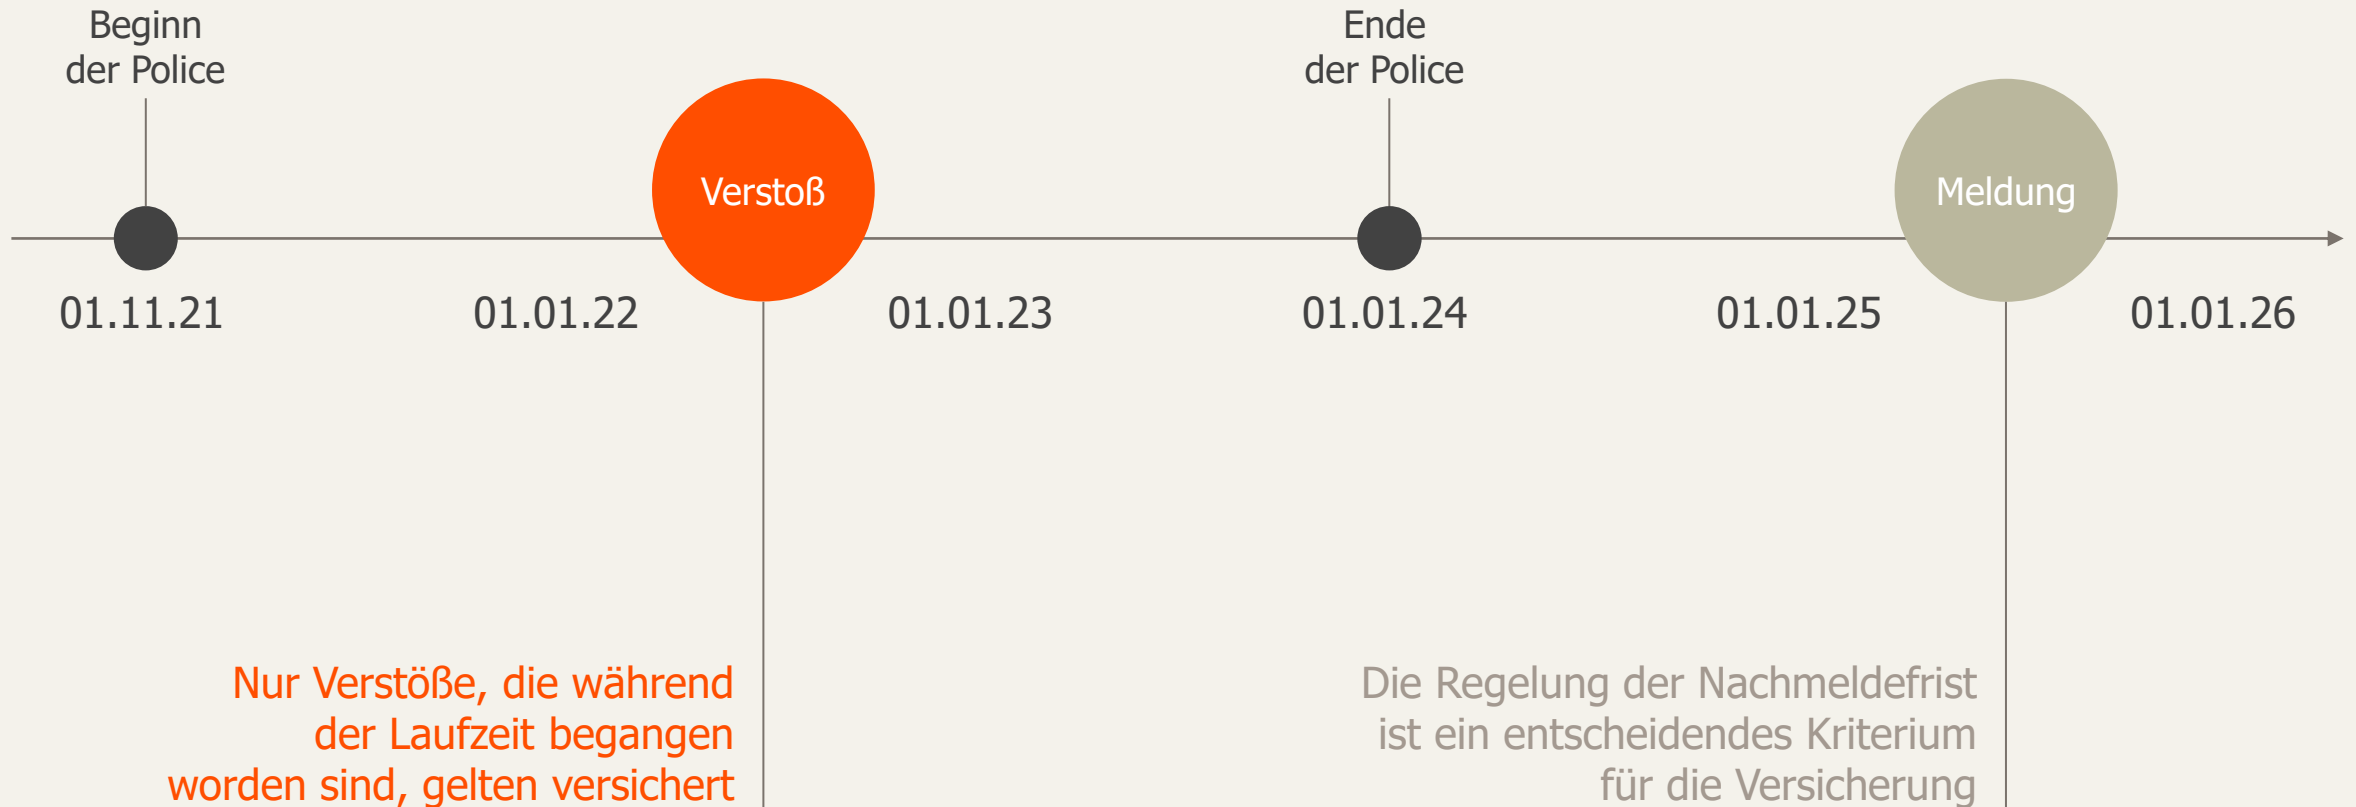 Beginn
der Police
Ende
der Police
Verstoß
Meldung
01.11.21
01.01.22
01.01.23
01.01.24
01.01.25
01.01.26
Nur Verstöße, die während
der Laufzeit begangen
worden sind, gelten versichert
Die Regelung der Nachmeldefrist
ist ein entscheidendes Kriterium
für die Versicherung